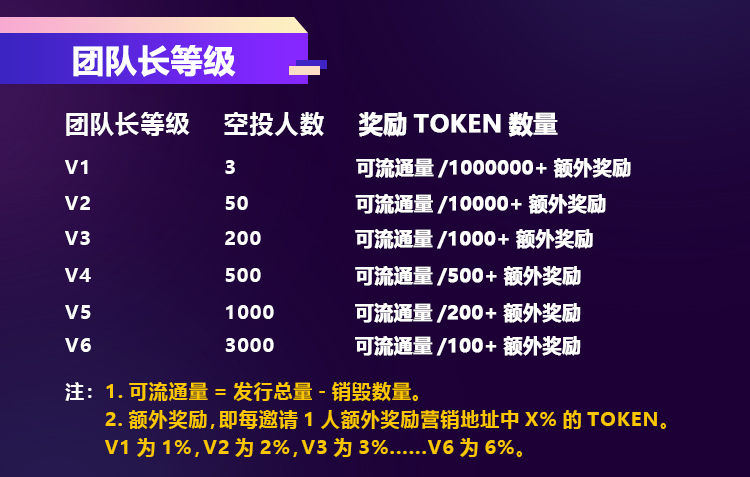 团队长等级
团队长等级 空投人数 奖励 TOKEN 数量
V1 3 可流通量 /1000000+ 额外奖励
V2 50 可流通量 /10000+ 额外奖励
V3 200 可流通量 /1000+ 额外奖励
V4 500 可流通量 /500+ 额外奖励
V5 1000 可流通量 /200+ 额外奖励
V6 3000 可流通量 /100+ 额外奖励
注：1. 可流通量 = 发行总量 - 销毁数量。
2. 额外奖励，即每邀请 1 人额外奖励营销地址中 X% 的 TOKEN。
V1 为 1%，V2 为 2%，V3 为 3%......V6 为 6%。